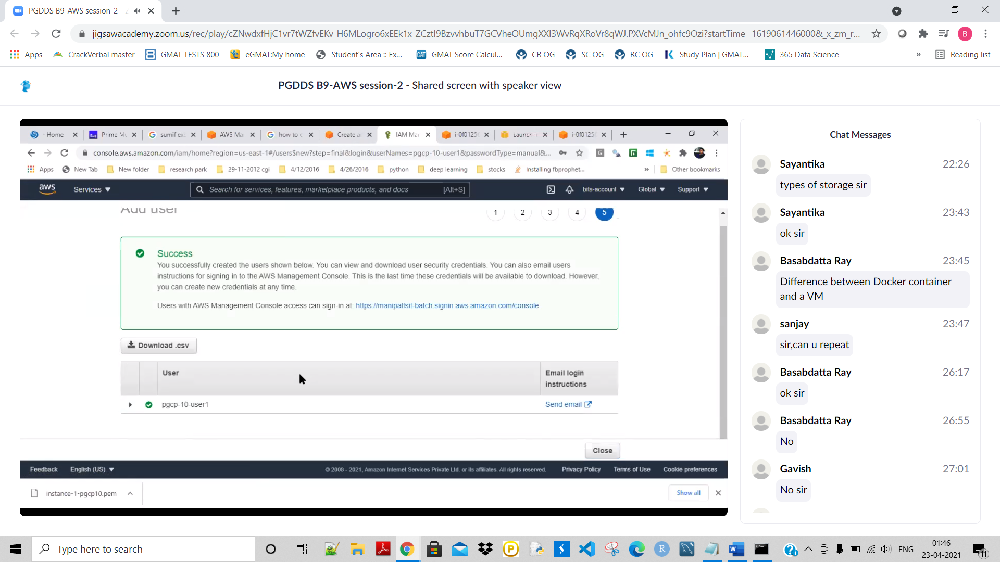 PGDDS B9-AWS session-2 - Z
jigsawacademy.zoom.us/rec/play/cZNwdxfHjC1vr7tWZfvEKv-H6MLogro6xEEk1x-ZCztI9BzvvhbuT7GCVheOUmgXXI3WvRqXRoVr8qWJ.PXVcMJn_ohfc9Ozi?startTime=1619061446000&_x_zm_r...
B
Apps
CrackVerbal master
GMAT TESTS 800
eGMAT:My home
Student's Area :: Ex...
CAT
GMAT Score Calcul...
CR OG
SC OG
RC OG
Study Plan | GMAT...
365 Data Science
»
Reading list
PGDDS B9-AWS session-2 - Shared screen with speaker view
- Home
Prime Mu
sumif exc
AWS Ma
how to c
Create a
IAM Mar
i-0f0125
Launch i
i-0f0125
console.aws.amazon.com/iam/home?region=us-east-1#/users$new?step=final&login&userNames=pgcp-10-user1&passwordType=manual&...
Apps
New Tab
New folder
research park
29-11-2012 cgi
4/12/2016
4/26/2016
python
deep learning
stocks
Installing fbprophet...
»
Other bookmarks
aws
Services
Search for services, features, marketplace products, and docs
[Alt+S]
bits-account
Global
Support
Add user
1
2
3
4
5
Success
You successfully created the users shown below. You can view and download user security credentials. You can also email users
instructions for signing in to the AWS Management Console. This is the last time these credentials will be available to download. However,
you can create new credentials at any time.
Users with AWS Management Console access can sign-in at: https://manipalfsit-batch.signin.aws.amazon.com/console
Download .csv
User
Email login
instructions
pgcp-10-user1
Send email
Close
Feedback
English (US)
© 2008 - 2021, Amazon Internet Services Private Ltd. or its affiliates. All rights reserved.
Privacy Policy
Terms of Use
Cookie preferences
instance-1-pgcp10.pem
Show all
Chat Messages
Sayantika
22:26
types of storage sir
Sayantika
23:43
ok sir
Basabdatta Ray
23:45
Difference between Docker container
and a VM
sanjay
23:47
sir,can u repeat
Basabdatta Ray
26:17
ok sir
Basabdatta Ray
26:55
No
Gavish
27:01
No sir
Type here to search
ENG
01:46
23-04-2021
11